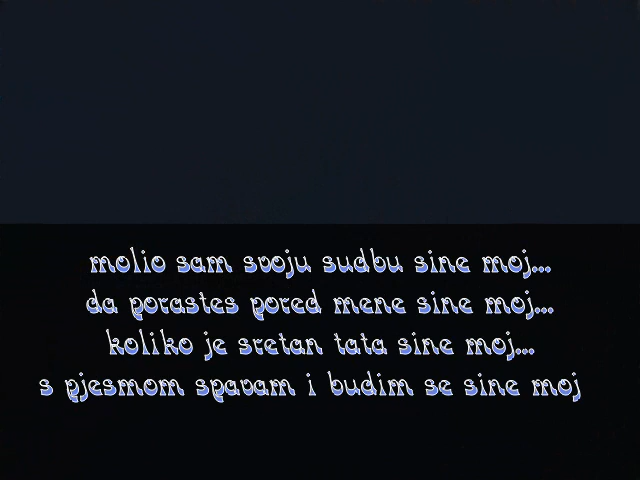 molio sam svoju sudbu sine moj...
da porastes pored mene sine moj...
koliko je sretan tata sine moj...
s pjesmom spavam i budim se sine moj